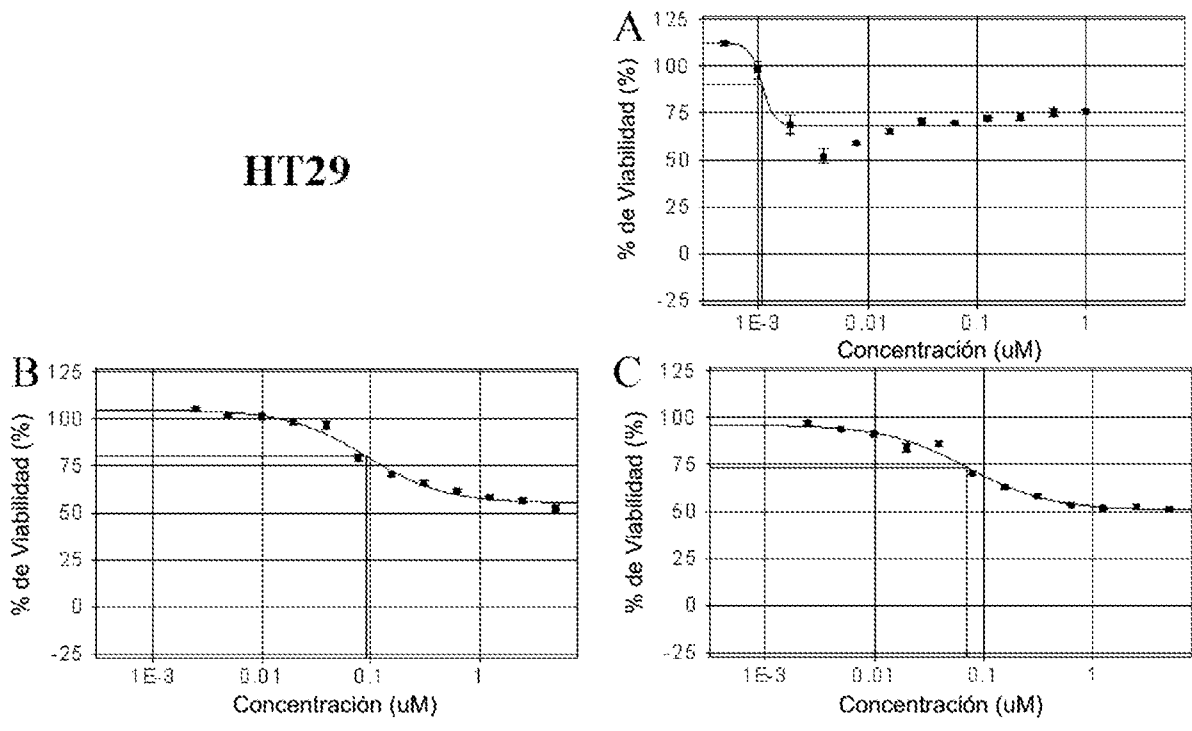 HT29
A
% de Viabilidad (%)
100
75
50
25
0
-25
1E-3 0.01 0.1 1
Concentración (uM)
B
% de Viabilidad (%)
125
100
75
50
25
0
-25
1E-3 0.01 0.1 1
Concentración (uM)
C
% de Viabilidad (%)
125
100
75
50
25
0
-25
1E-3 0.01 0.1 1
Concentración (uM)